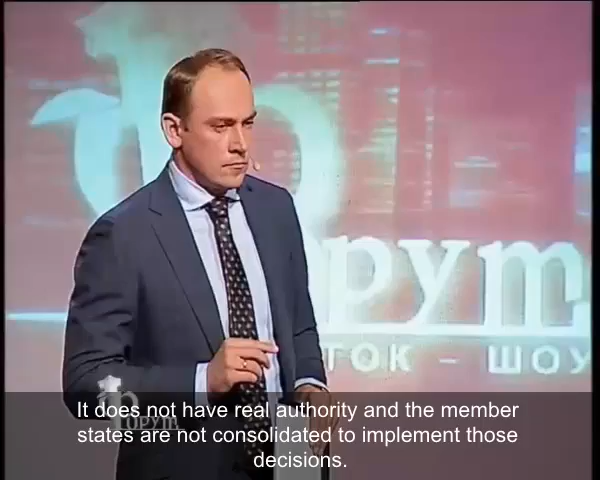 Форум
ТОК – ШОУ
Форум
It does not have real authority and the member
states are not consolidated to implement those
decisions.